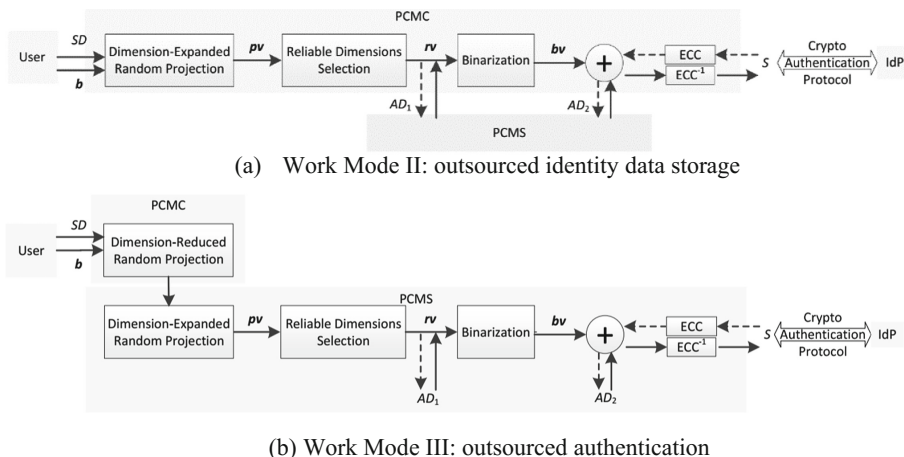 PCMC
User
SD
b
Dimension-Expanded
Random Projection
pv
Reliable Dimensions
Selection
rv
Binarization
bv
+
ECC
ECC-1
S
Crypto
Authentication
Protocol
IdP
AD1
AD2
PCMS
(a) Work Mode II: outsourced identity data storage
PCMC
User
SD
b
Dimension-Reduced
Random Projection
PCMS
Dimension-Expanded
Random Projection
pv
Reliable Dimensions
Selection
rv
Binarization
bv
+
ECC
ECC-1
S
Crypto
Authentication
Protocol
IdP
AD1
AD2
(b) Work Mode III: outsourced authentication